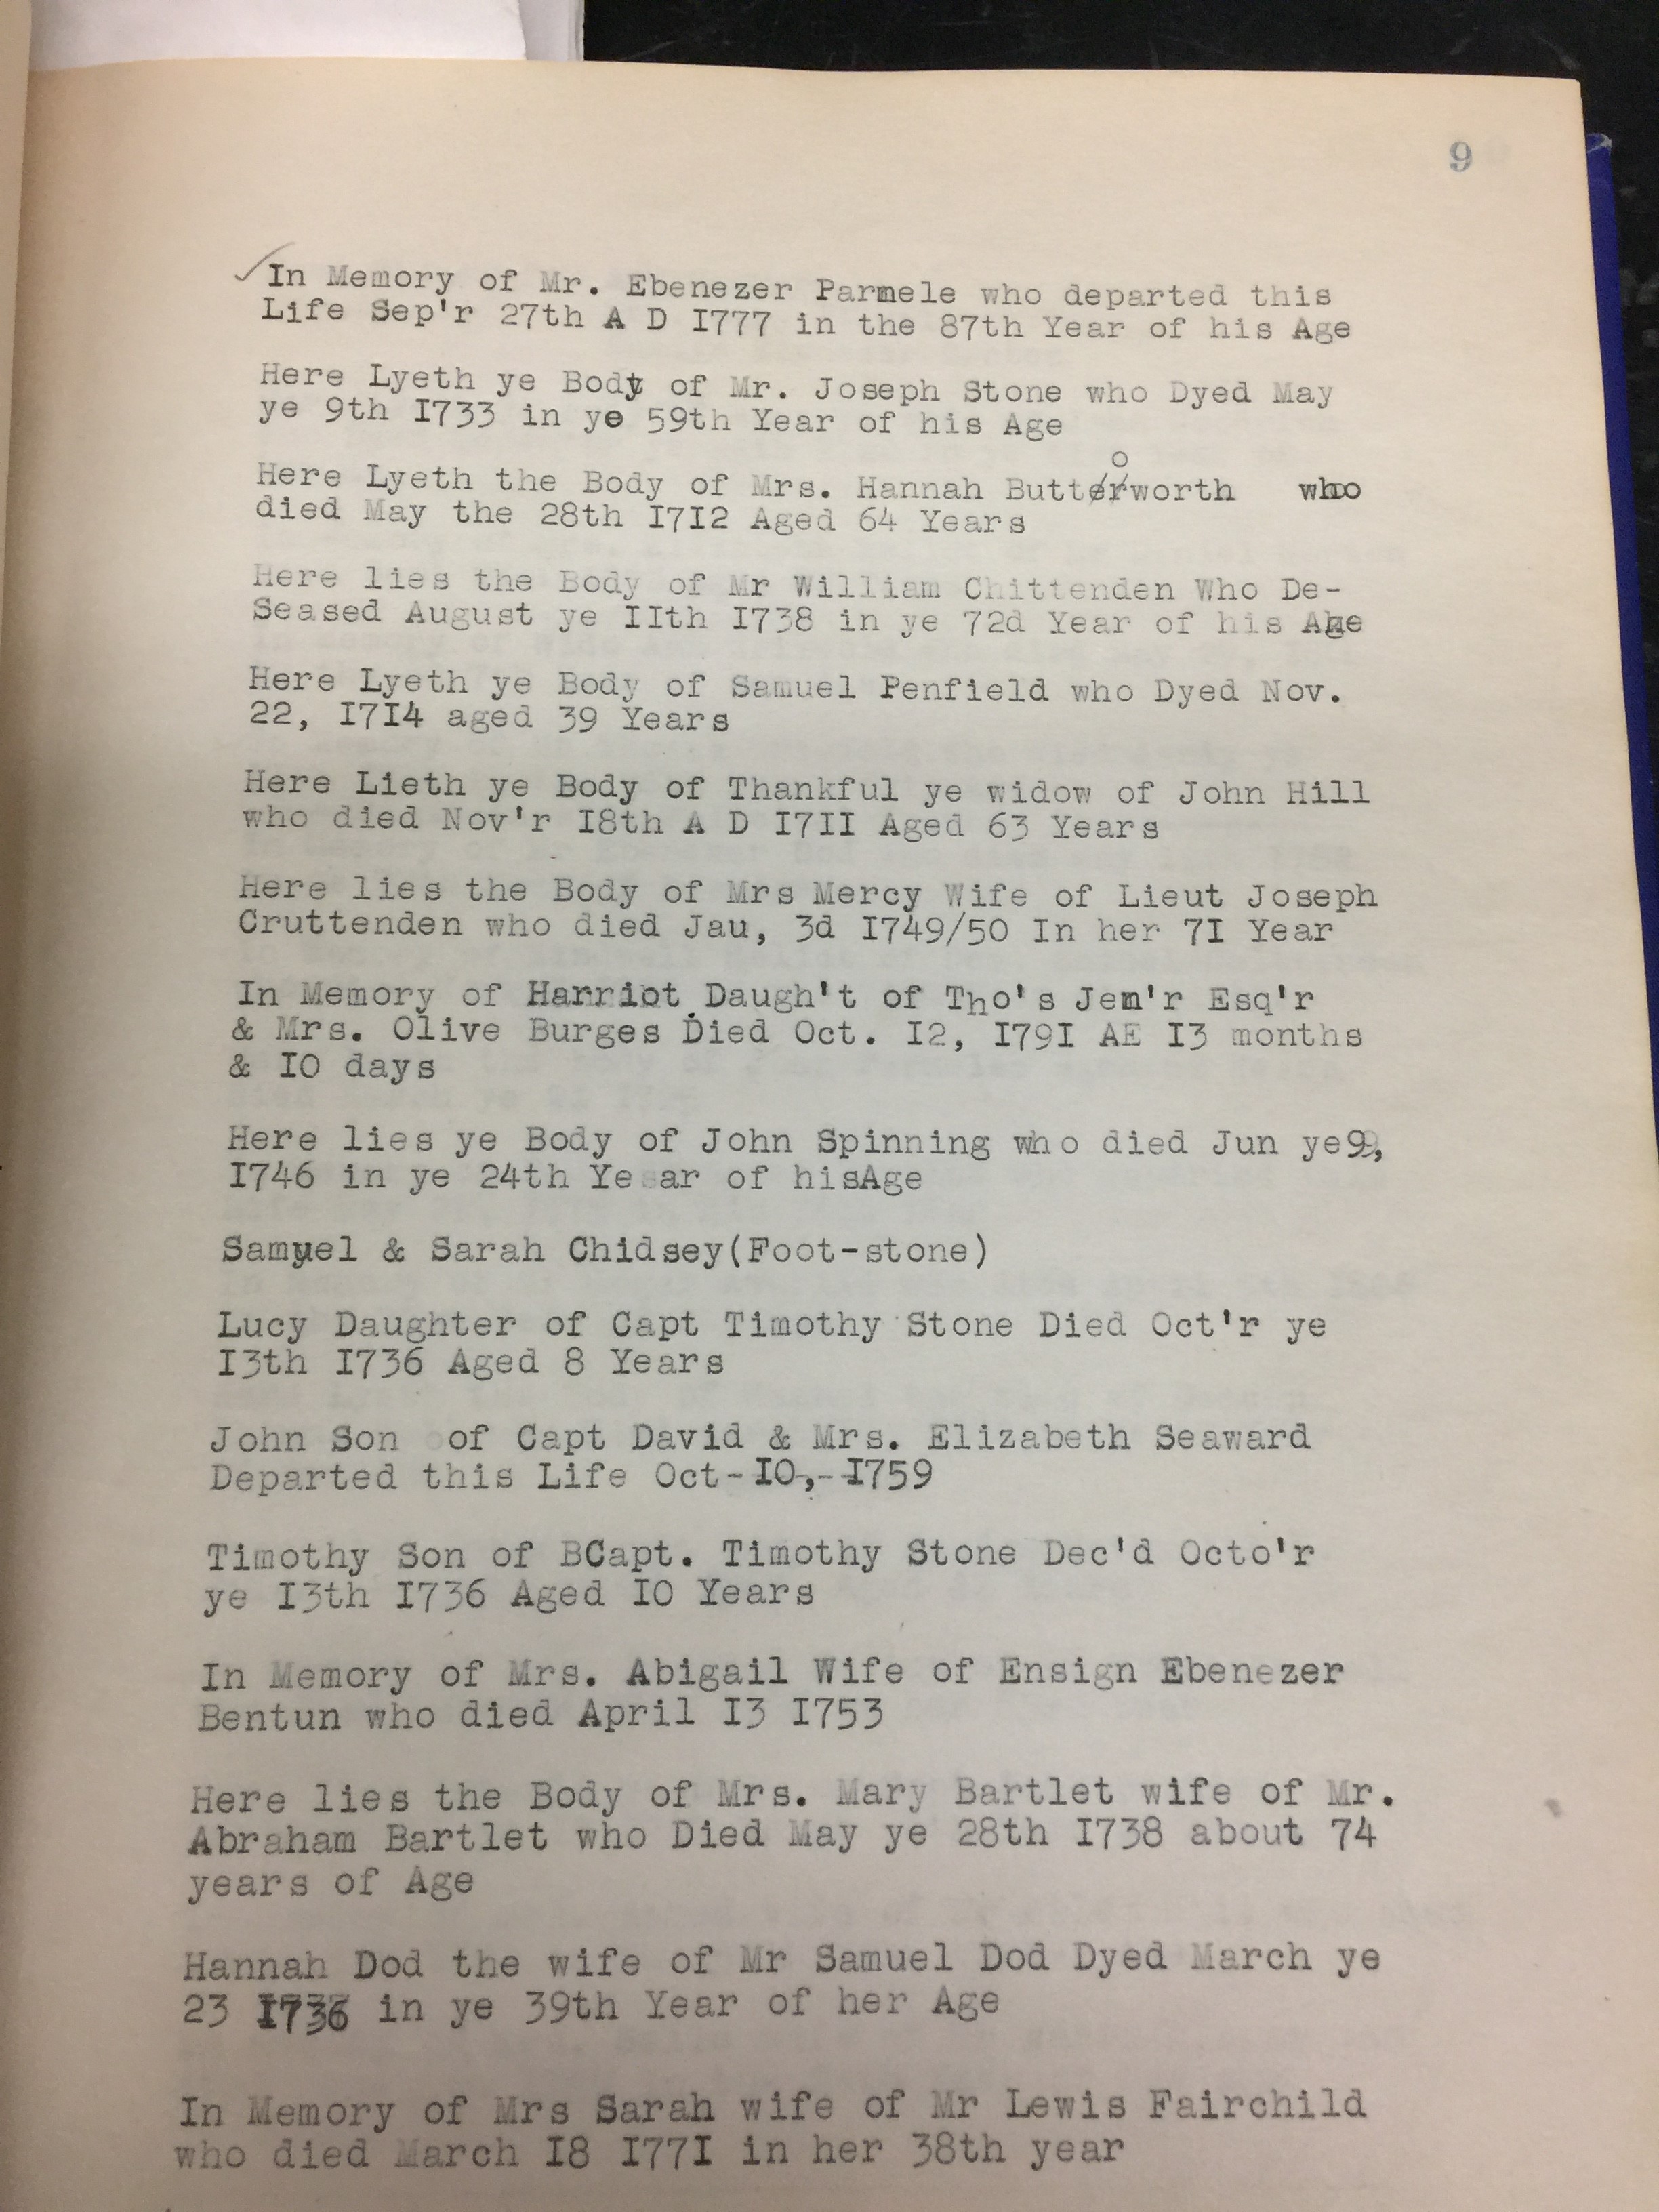 9
In Memory of Mr. Ebenezer Parmele who departed this
Life Sep'r 27th A D I777 in the 87th Year of his Age
Here Lyeth ye Body of Mr. Joseph Stone who Dyed May
ye 9th I733 in ye 59th Year of his Age
o
Here Lyeth the Body of Mrs. Hannah Butterworth who
died May the 28th I7I2 Aged 64 Years
Here lies the Body of Mr William Chittenden Who De-
Seased August ye IIth I738 in ye 72d Year of his Age
Here Lyeth ye Body of Samuel Penfield who Dyed Nov.
22, I7I4 aged 39 Years
Here Lieth ye Body of Thankful ye widow of John Hill
who died Nov'r I8th A D I7II Aged 63 Years
Here lies the Body of Mrs Mercy Wife of Lieut Joseph
Cruttenden who died Jau, 3d I749/50 In her 7I Year
In Memory of Harriot Daugh't of Tho's Jem'r Esq'r
& Mrs. Olive Burges Died Oct. I2, I79I AE I3 months
& IO days
Here lies ye Body of John Spinning who died Jun ye9,
I746 in ye 24th Ye ar of hisAge
Samuel & Sarah Chidsey(Foot-stone)
Lucy Daughter of Capt Timothy Stone Died Oct'r ye
I3th I736 Aged 8 Years
John Son of Capt David & Mrs. Elizabeth Seaward
Departed this Life Oct-IO,-I759
Timothy Son of BCapt. Timothy Stone Dec'd Octo'r
ye I3th I736 Aged IO Years
In Memory of Mrs. Abigail Wife of Ensign Ebenezer
Bentun who died April I3 I753
Here lies the Body of Mrs. Mary Bartlet wife of Mr.
Abraham Bartlet who Died May ye 28th I738 about 74
years of Age
Hannah Dod the wife of Mr Samuel Dod Dyed March ye
23 I736 in ye 39th Year of her Age
In Memory of Mrs Sarah wife of Mr Lewis Fairchild
who died March I8 I77I in her 38th year